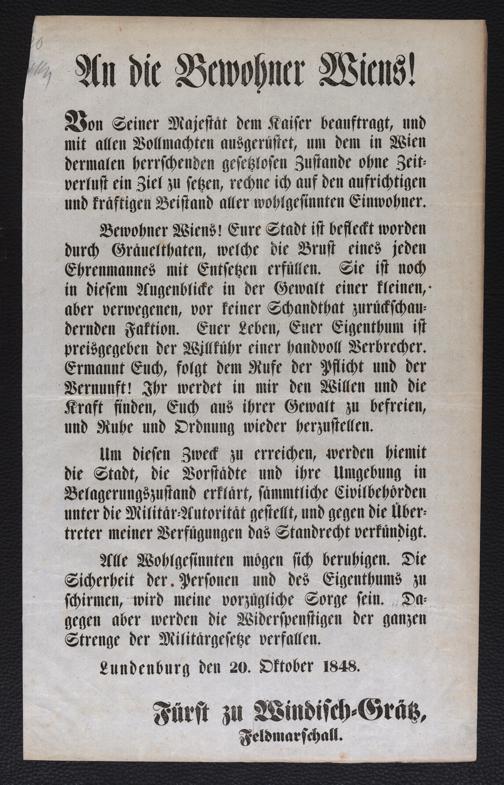 An die Bewohner Wiens!
Von Seiner Majestät dem Kaiser beauftragt, und
mit allen Vollmachten ausgerüstet, um dem in Wien
dermalen herrschenden gesetzlosen Zustande ohne Zeit-
verlust ein Ziel zu setzen, rechne ich auf den aufrichtigen
und kräftigen Beistand aller wohlgesinnten Einwohner.
Bewohner Wiens! Eure Stadt ist befleckt worden
durch Gräuelthaten, welche die Brust eines jeden
Ehrenmannes mit Entsetzen erfüllen. Sie ist noch
in diesem Augenblicke in der Gewalt einer kleinen,
aber verwegenen, vor keiner Schandthat zurückschau-
dernden Faktion. Euer Leben, Euer Eigenthum ist
preisgegeben der Willkühr einer handvoll Verbrecher.
Ermannt Euch, folgt dem Rufe der Pflicht und der
Vernunft! Ihr werdet in mir den Willen und die
Kraft finden, Euch aus ihrer Gewalt zu befreien,
und Ruhe und Ordnung wieder herzustellen.
Um diesen Zweck zu erreichen, werden hiemit
die Stadt, die Vorstädte und ihre Umgebung in
Belagerungszustand erklärt, sämmtliche Civilbehörden
unter die Militär-Autorität gestellt, und gegen die Über-
treter meiner Verfügungen das Standrecht verkündigt.
Alle Wohlgesinnten mögen sich beruhigen. Die
Sicherheit der Personen und des Eigenthums zu
schirmen, wird meine vorzügliche Sorge sein. Da-
gegen aber werden die Widerspenstigen der ganzen
Strenge der Militärgesetze verfallen.
Lundenburg den 20. Oktober 1848.
Fürst zu Windisch-Grätz,
Feldmarschall.